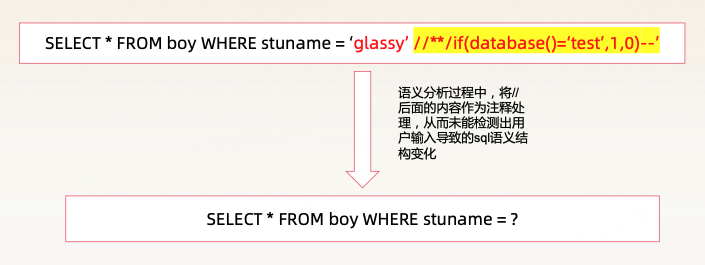 SELECT * FROM boy WHERE stuname = ‘glassy’ //**/if(database()=‘test’,1,0)--’
语义分析过程中，将//
后面的内容作为注释处
理，从而未能检测出用
户输入导致的sql语义结
构变化
SELECT * FROM boy WHERE stuname = ?